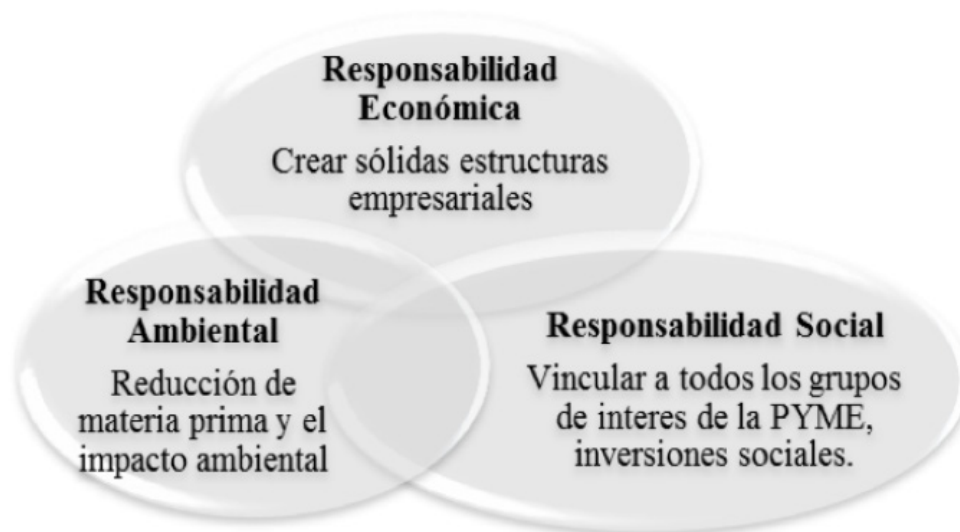 Responsabilidad
Económica
Crear sólidas estructuras
empresariales
Responsabilidad
Ambiental
Reducción de
materia prima y el
impacto ambiental
Responsabilidad Social
Vincular a todos los grupos
de interes de la PYME,
inversiones sociales.